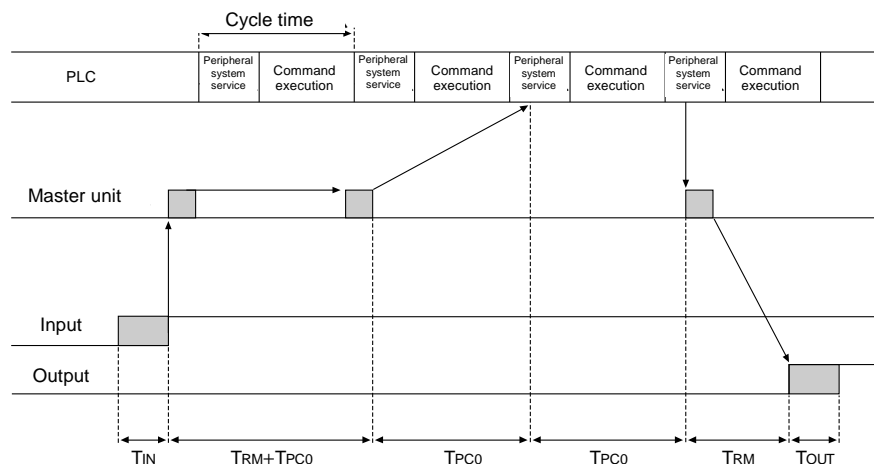 Cycle time
PLC
Peripheral
system
service
Command
execution
Peripheral
system
service
Command
execution
Peripheral
system
service
Command
execution
Peripheral
system
service
Command
execution
Master unit
Input
Output
TIN
TRM+TPC0
TPC0
TPC0
TRM
TOUT